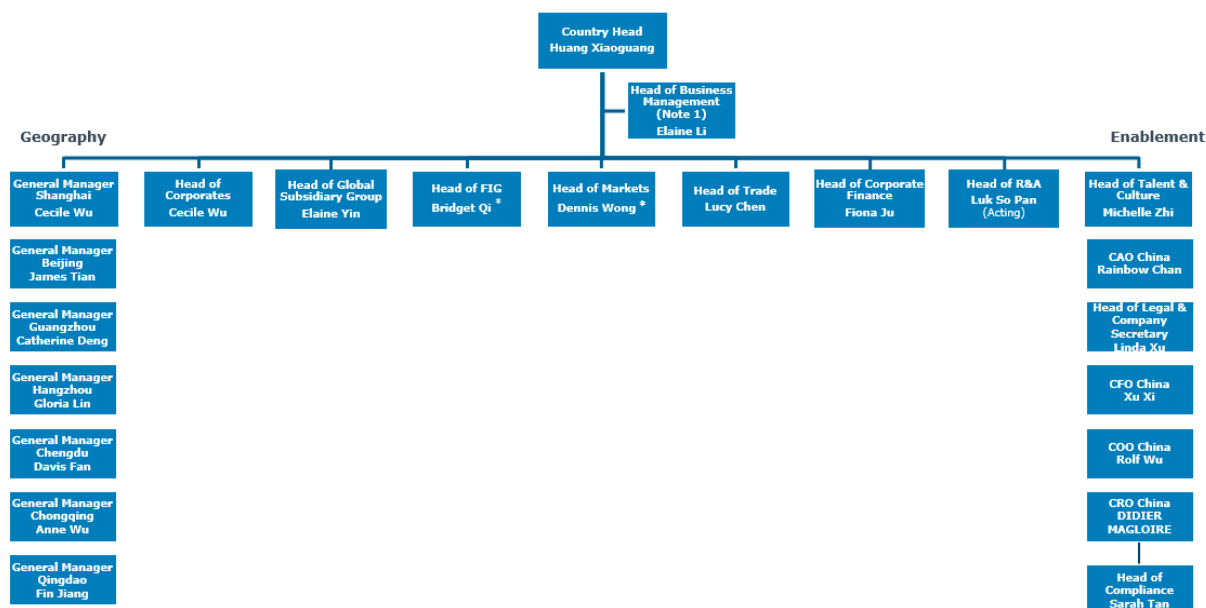 Country Head
Huang Xiaoguang
Head of Business
Management
(Note 1)
Elaine Li
Geography
Enablement
General Manager
Shanghai
Cecile Wu
Head of
Corporates
Cecile Wu
Head of Global
Subsidiary Group
Elaine Yin
Head of FIG
Bridget Qi *
Head of Markets
Dennis Wong *
Head of Trade
Lucy Chen
Head of Corporate
Finance
Fiona Ju
Head of R&A
Luk So Pan
(Acting)
Head of Talent &
Culture
Michelle Zhi
General Manager
Beijing
James Tian
General Manager
Guangzhou
Catherine Deng
General Manager
Hangzhou
Gloria Lin
General Manager
Chengdu
Davis Fan
General Manager
Chongqing
Anne Wu
General Manager
Qingdao
Fin Jiang
CAO China
Rainbow Chan
Head of Legal &
Company
Secretary
Linda Xu
CFO China
Xu Xi
COO China
Rolf Wu
CRO China
DIDIER
MAGLOIRE
Head of
Compliance
Sarah Tan